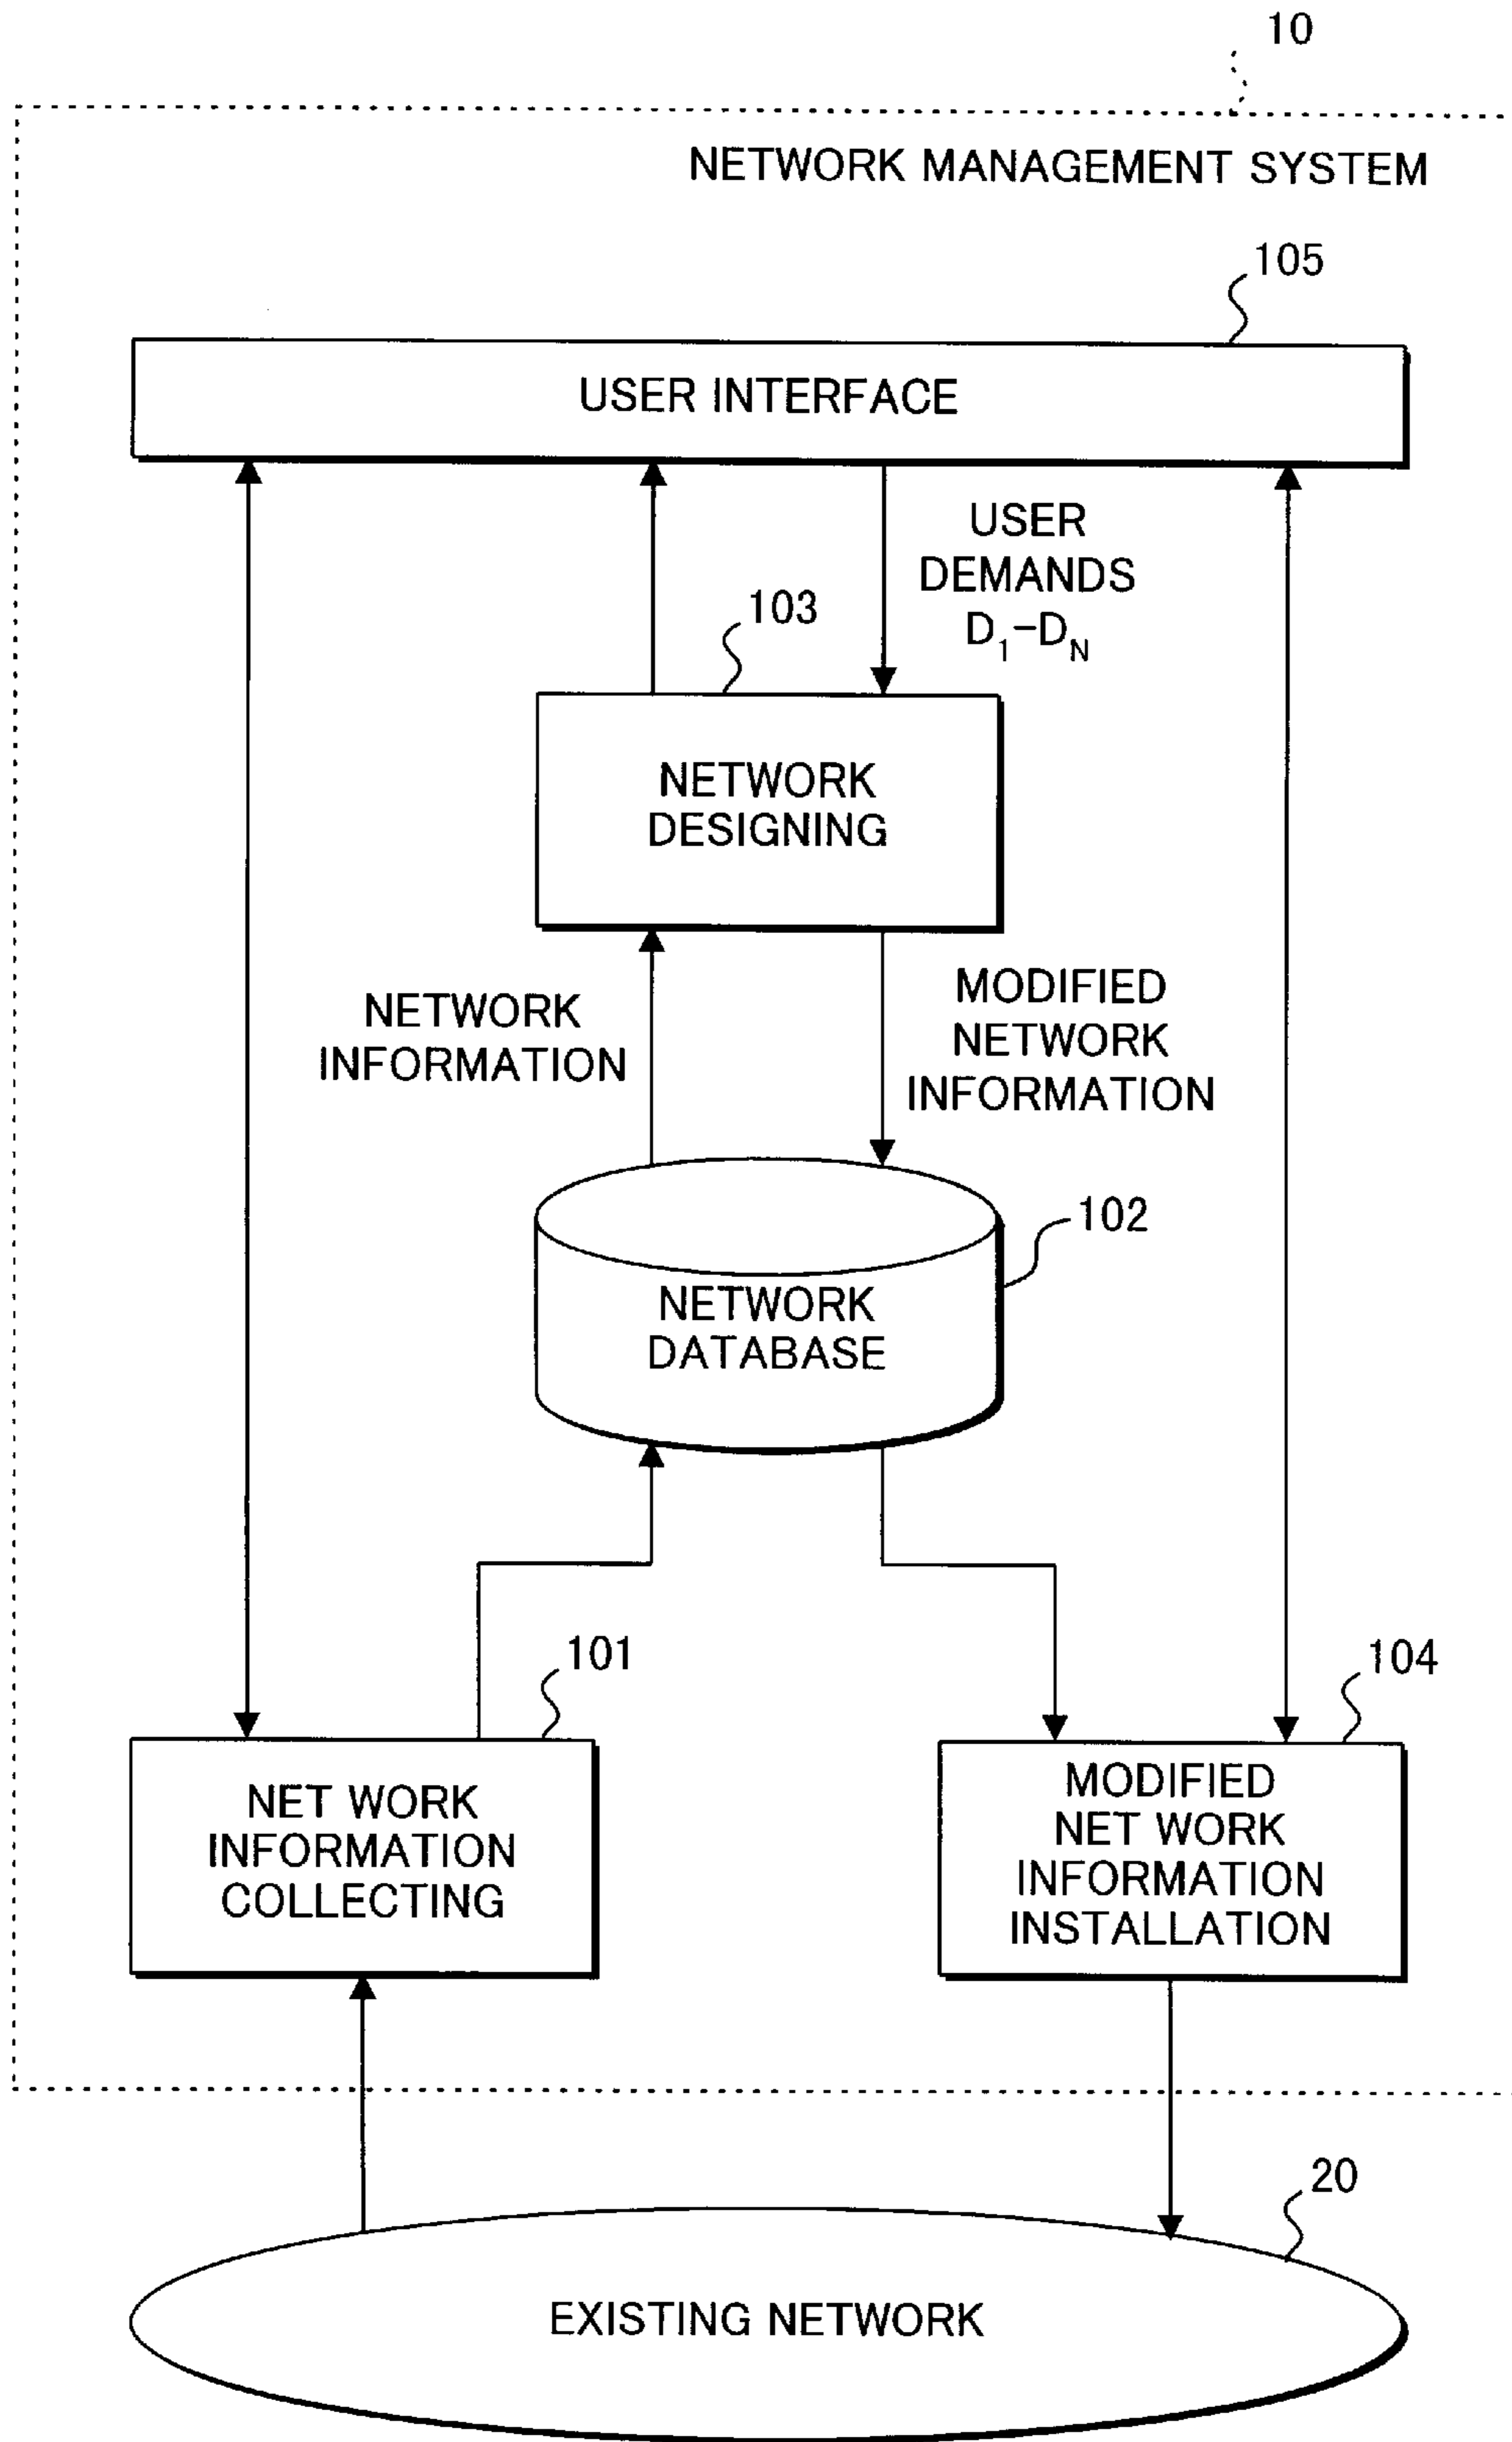 10
NETWORK MANAGEMENT SYSTEM
105
USER INTERFACE
USER
DEMANDS
D₁-D_N
103
NETWORK
DESIGNING
NETWORK
INFORMATION
MODIFIED
NETWORK
INFORMATION
102
NETWORK
DATABASE
101
104
NET WORK
INFORMATION
COLLECTING
MODIFIED
NET WORK
INFORMATION
INSTALLATION
20
EXISTING NETWORK